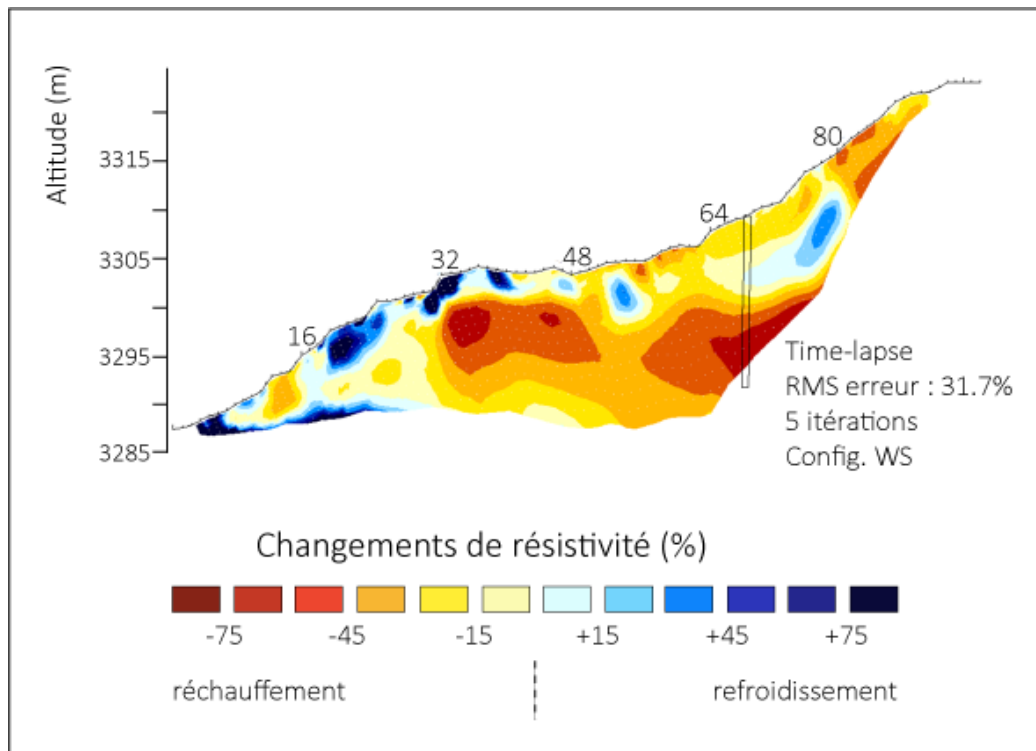 Altitude (m)
3315
3305
3295
3285
16
32
48
64
80
Time-lapse
RMS erreur : 31.7%
5 itérations
Config. WS
Changements de résistivité (%)
-75 -45 -15 +15 +45 +75
réchauffement refroidissement